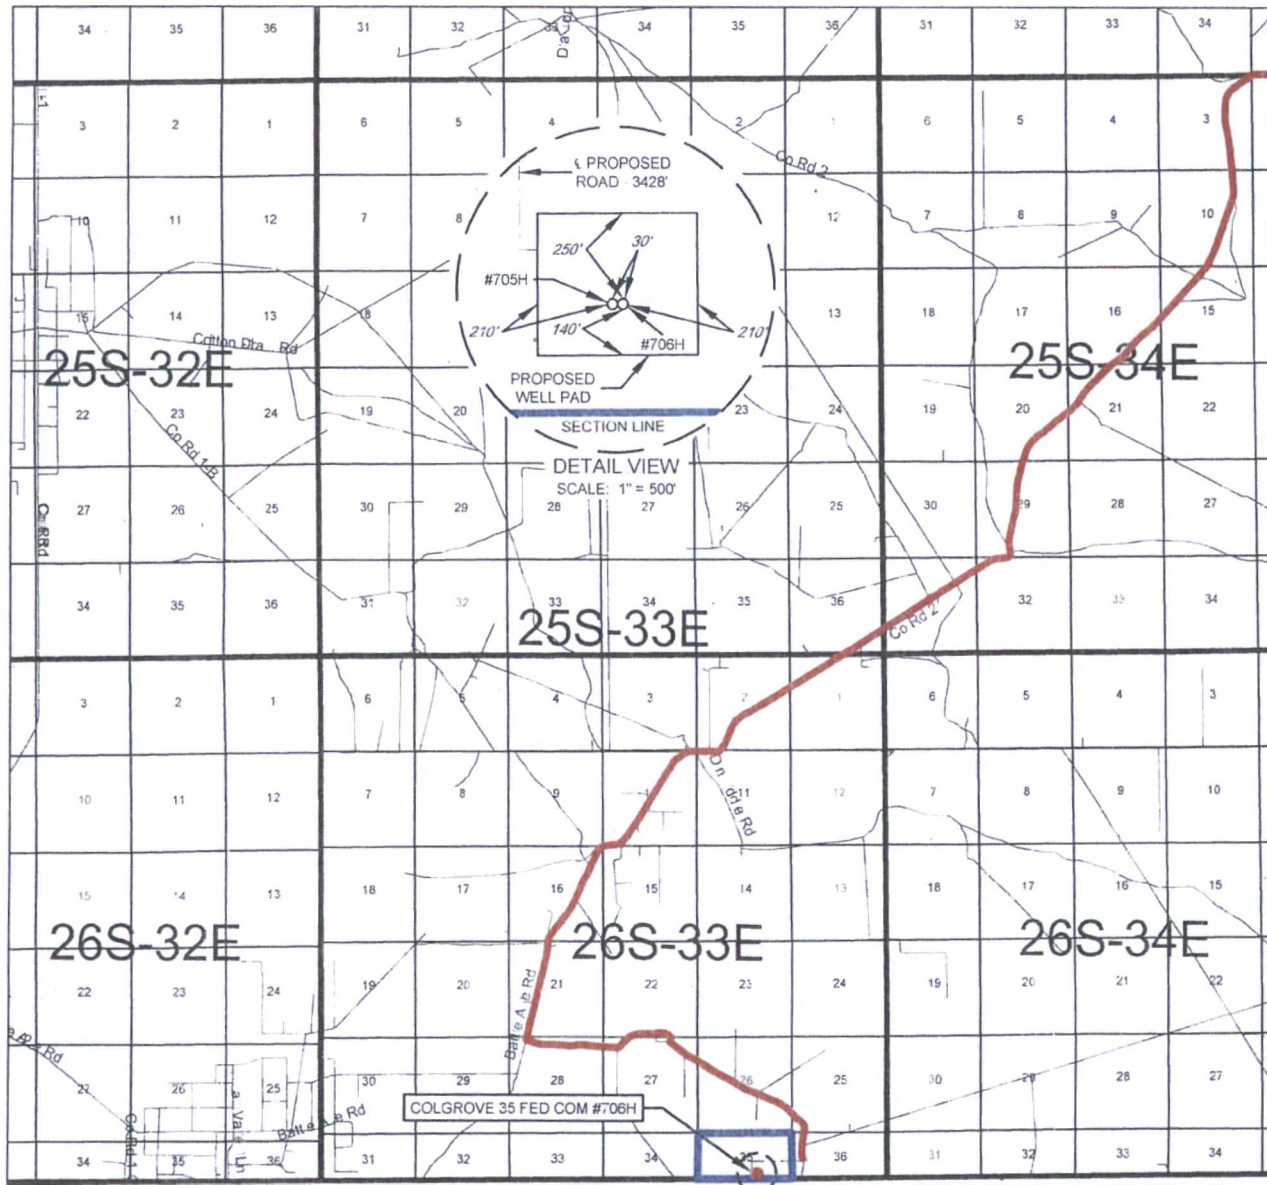 34 35 36 31 32 33 34 35 36 31 32 33 34
3 2 1 6 5 4 2 1 6 5 4 3
Co Rd 2
℄ PROPOSED
ROAD - 3428'
10 11 12 7 8 12 7 8 9 10
250' 30'
#705H
15 14 13 18 13 18 17 16 15
210' 140' #706H 210'
Cotton Dra Rd
25S-32E 25S-34E
PROPOSED
WELL PAD
22 23 24 19 20 23 24 19 20 21 22
SECTION LINE
Co Rd 1-B
DETAIL VIEW
SCALE: 1" = 500'
27 26 25 30 29 28 27 26 25 30 29 28 27
34 35 36 31 32 33 34 35 36 32 33 34
25S-33E
Co Rd 2
3 2 1 6 5 4 3 2 1 6 5 4 3
10 11 12 7 8 9 11 12 7 8 9 10
15 14 13 18 17 16 15 14 13 18 17 16 15
26S-32E 26S-33E 26S-34E
22 23 24 19 20 21 22 23 24 19 20 21 22
27 26 25 30 29 28 27 26 25 30 29 28 27
COLGROVE 35 FED COM #706H
34 35 36 31 32 33 34 35 36 31 32 33 34